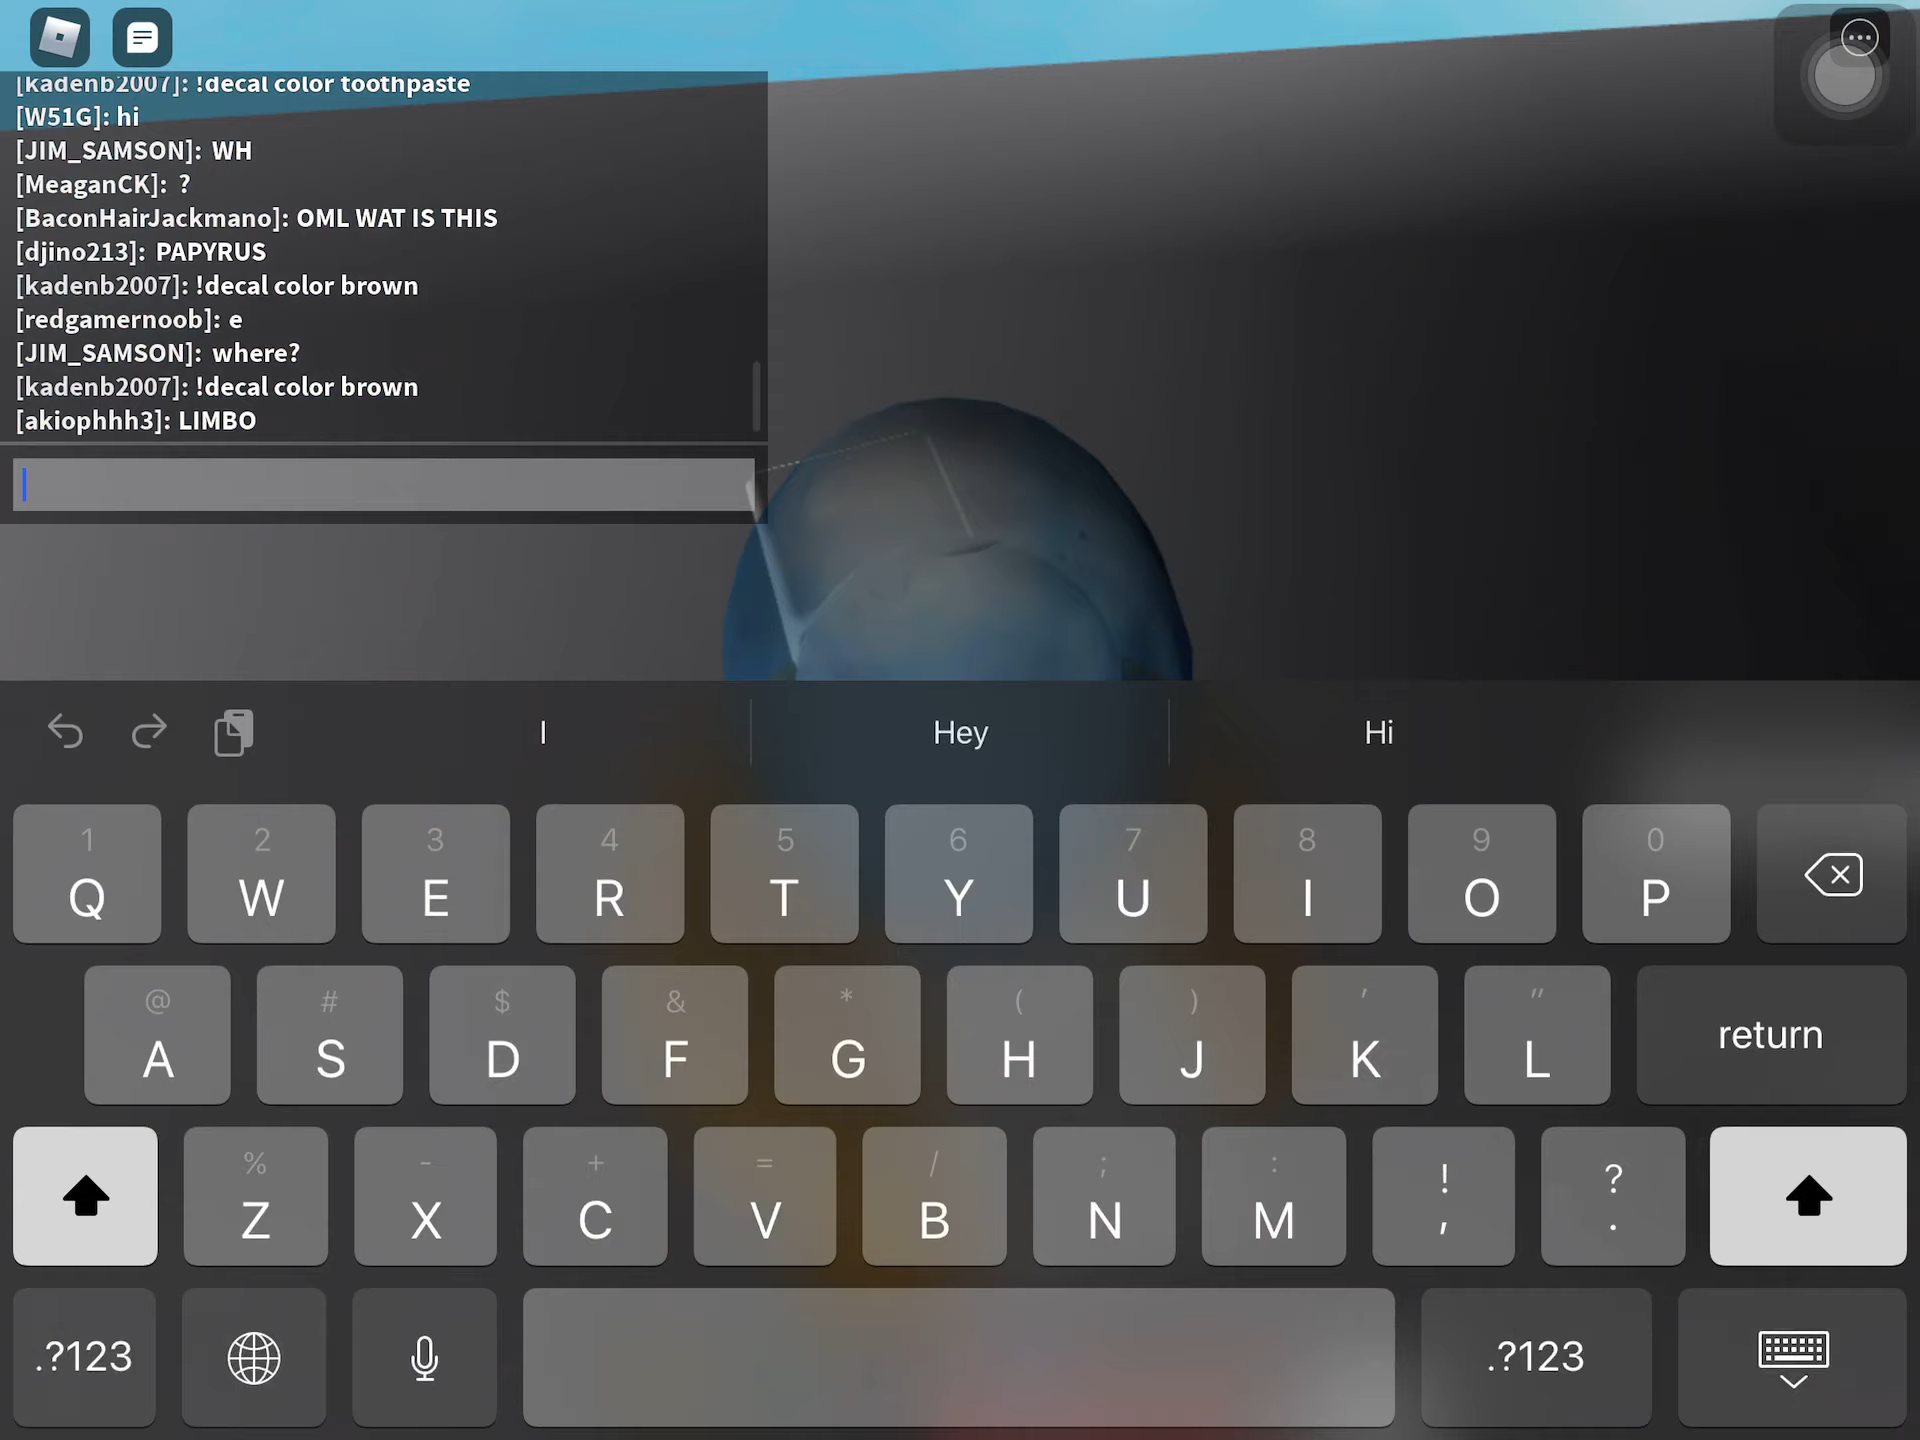 [kadenb2007]: !decal color toothpaste
[W51G]: hi
[JIM_SAMSON]: WH
[MeaganCK]: ?
[BaconHairJackmano]: OML WAT IS THIS
[djino213]: PAPYRUS
[kadenb2007]: !decal color brown
[redgamernoob]: e
[JIM_SAMSON]: where?
[kadenb2007]: !decal color brown
[akiophhh3]: LIMBO
I Hey Hi
1 2 3 4 5 6 7 8 9 0
Q W E R T Y U I O P
@ # $ & * ( ) ' "
A S D F G H J K L return
% - + = / ; : ! ?
Z X C V B N M , .
.?123 .?123